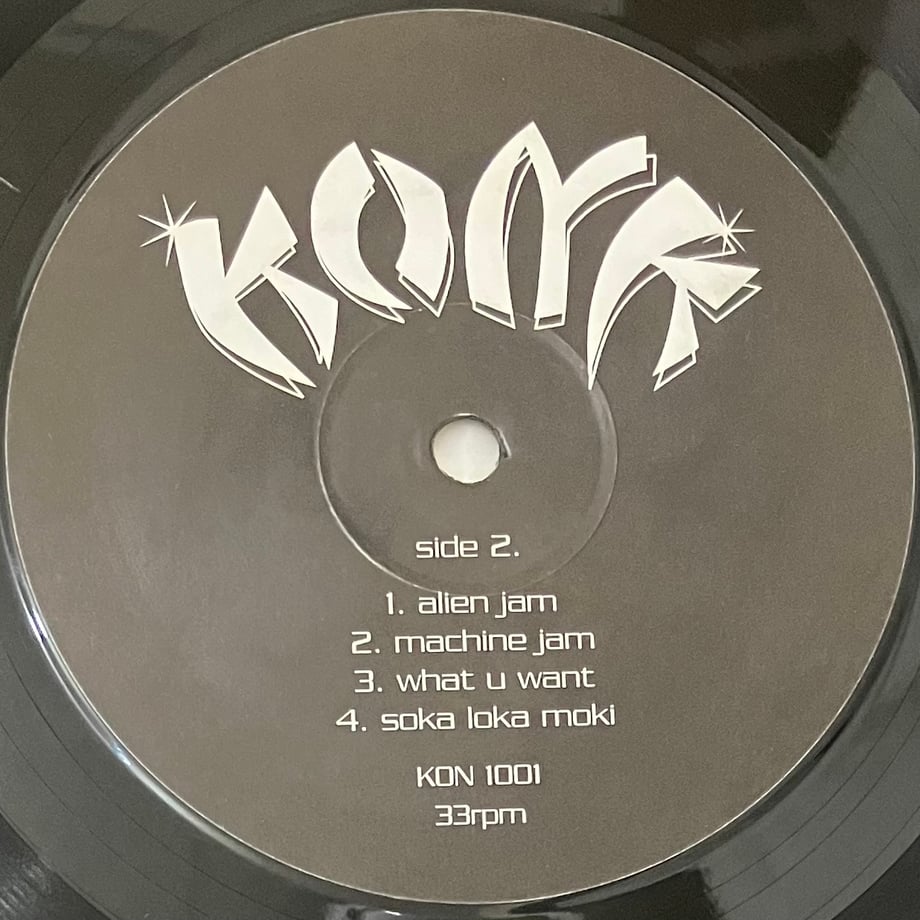 KONK
side 2.
1. alien jam
2. machine jam
3. what u want
4. soka loka moki
KON 1001
33rpm